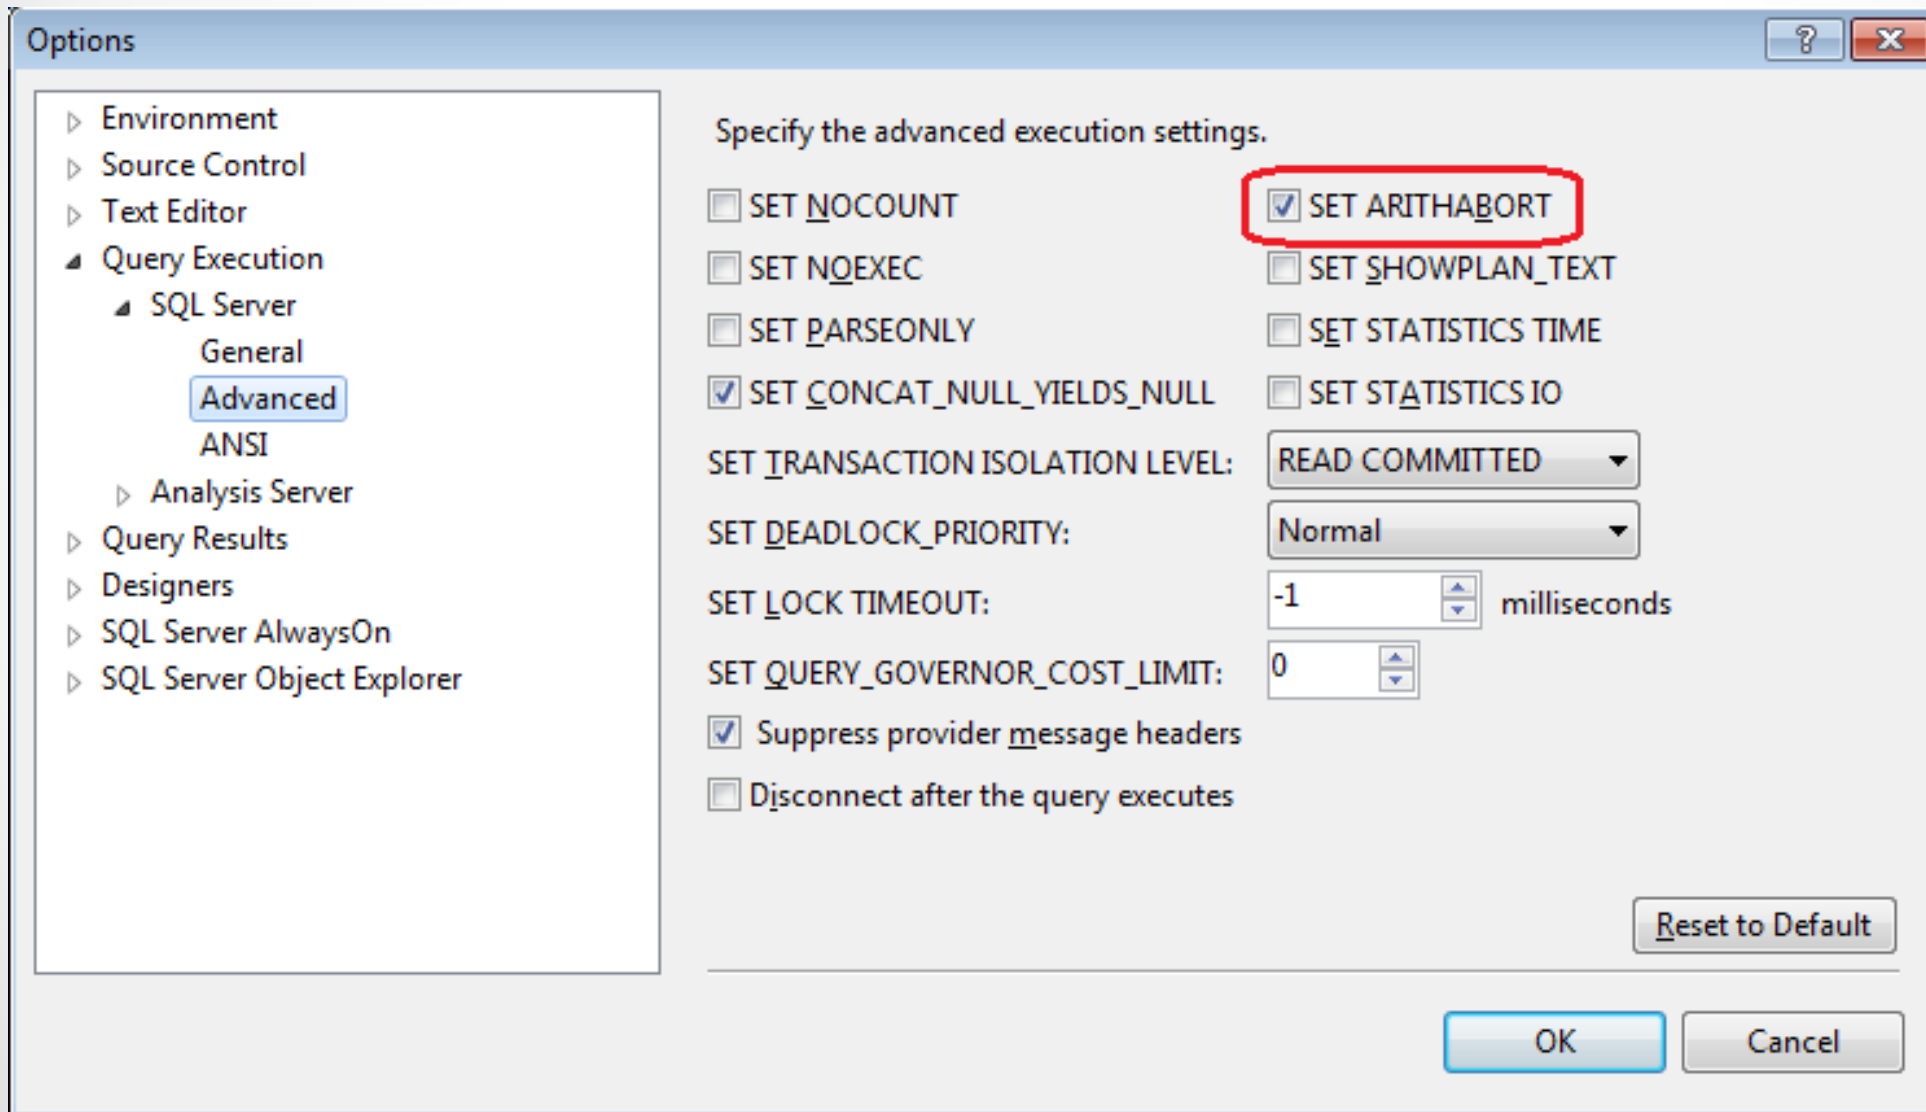 Options
Environment
Source Control
Text Editor
Query Execution
SQL Server
General
Advanced
ANSI
Analysis Server
Query Results
Designers
SQL Server AlwaysOn
SQL Server Object Explorer
Specify the advanced execution settings.
SET NOCOUNT
SET ARITHABORT
SET NOEXEC
SET SHOWPLAN_TEXT
SET PARSEONLY
SET STATISTICS TIME
SET CONCAT_NULL_YIELDS_NULL
SET STATISTICS IO
SET TRANSACTION ISOLATION LEVEL: READ COMMITTED
SET DEADLOCK_PRIORITY: Normal
SET LOCK TIMEOUT: -1 milliseconds
SET QUERY_GOVERNOR_COST_LIMIT: 0
Suppress provider message headers
Disconnect after the query executes
Reset to Default
OK
Cancel